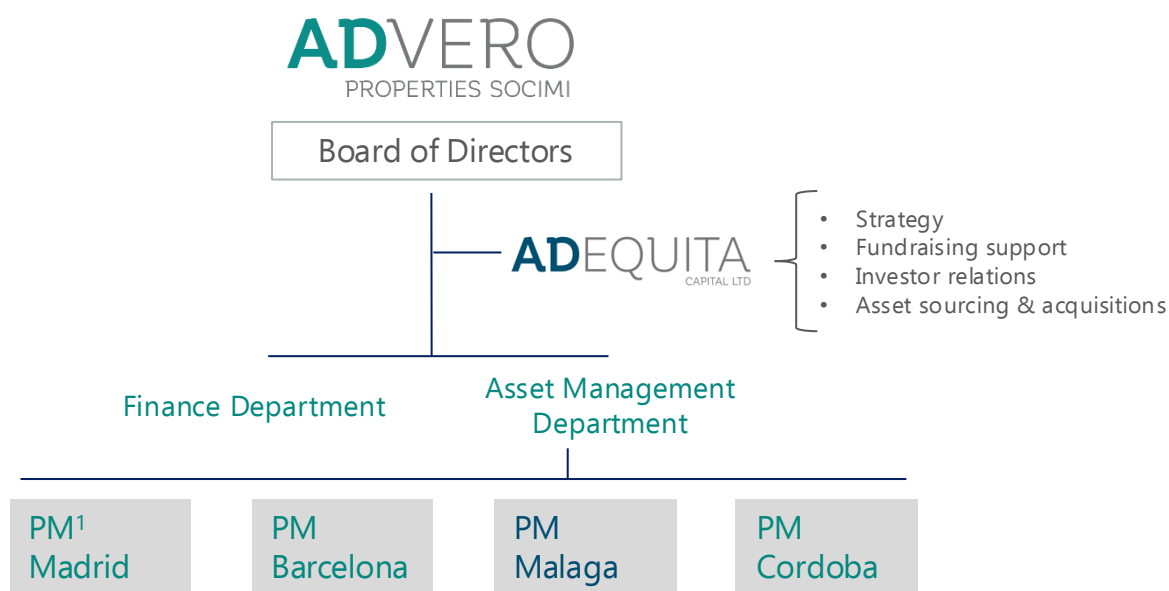 ADVERO
PROPERTIES SOCIMI
Board of Directors
ADEQUITA
CAPITAL LTD
• Strategy
• Fundraising support
• Investor relations
• Asset sourcing & acquisitions
Finance Department
Asset Management
Department
PM¹
Madrid
PM
Barcelona
PM
Malaga
PM
Cordoba